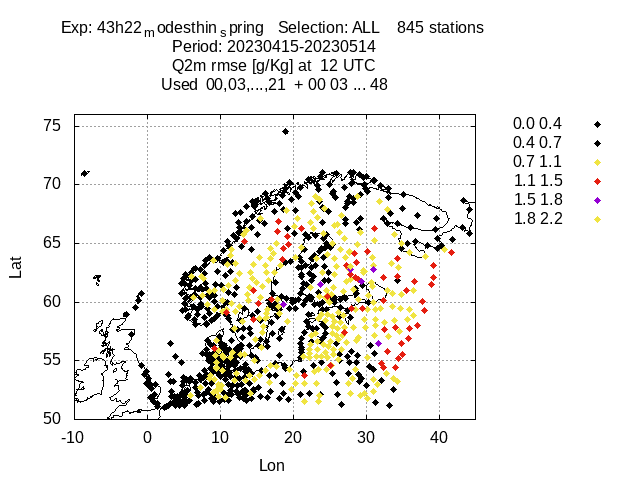 Exp: 43h22modesthinspring   Selection: ALL    845 stations
Period: 20230415-20230514
Q2m rmse [g/Kg] at  12 UTC
Used  00,03,...,21  + 00 03 ... 48
75
70
65
60
55
50
Lat
-10 0 10 20 30 40
Lon
0.0 0.4
0.4 0.7
0.7 1.1
1.1 1.5
1.5 1.8
1.8 2.2